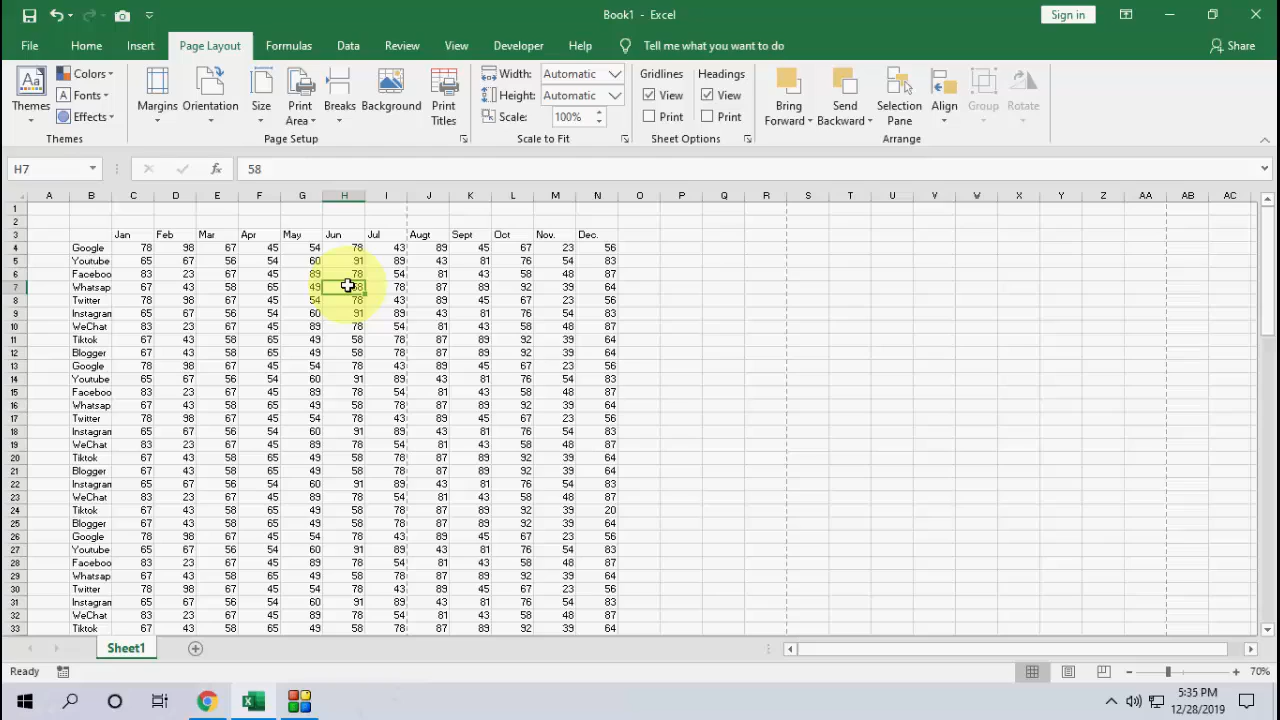 Book1 - Excel Sign in
File Home Insert Page Layout Formulas Data Review View Developer Help Tell me what you want to do Share
Themes Colors Fonts Effects Margins Orientation Size Print Area Breaks Background Print Titles Width: Automatic Height: Automatic Scale: 100% Gridlines View Print Headings View Print Bring Forward Send Backward Selection Pane Align Group Rotate
Themes Page Setup Scale to Fit Sheet Options Arrange
H7 fx 58
A B C D E F G H I J K L M N O P Q R S T U V W X Y Z AA AB AC
1
2
3 Jan Feb Mar Apr May Jun Jul Augt Sept Oct Nov. Dec.
4 Google 78 98 67 45 54 78 43 89 45 67 23 56
5 Youtube 65 67 56 54 60 91 89 43 81 76 54 83
6 Faceboo 83 23 67 45 89 78 54 81 43 58 48 87
7 Whatsap 67 43 58 65 49 58 78 87 89 92 39 64
8 Twitter 78 98 67 45 54 78 43 89 45 67 23 56
9 Instagran 65 67 56 54 60 91 89 43 81 76 54 83
10 WeChat 83 23 67 45 89 78 54 81 43 58 48 87
11 Tiktok 67 43 58 65 49 58 78 87 89 92 39 64
12 Blogger 67 43 58 65 49 58 78 87 89 92 39 64
13 Google 78 98 67 45 54 78 43 89 45 67 23 56
14 Youtube 65 67 56 54 60 91 89 43 81 76 54 83
15 Faceboo 83 23 67 45 89 78 54 81 43 58 48 87
16 Whatsap 67 43 58 65 49 58 78 87 89 92 39 64
17 Twitter 78 98 67 45 54 78 43 89 45 67 23 56
18 Instagran 65 67 56 54 60 91 89 43 81 76 54 83
19 WeChat 83 23 67 45 89 78 54 81 43 58 48 87
20 Tiktok 67 43 58 65 49 58 78 87 89 92 39 64
21 Blogger 67 43 58 65 49 58 78 87 89 92 39 64
22 Instagran 65 67 56 54 60 91 89 43 81 76 54 83
23 WeChat 83 23 67 45 89 78 54 81 43 58 48 87
24 Tiktok 67 43 58 65 49 58 78 87 89 92 39 20
25 Blogger 67 43 58 65 49 58 78 87 89 92 39 64
26 Google 78 98 67 45 54 78 43 89 45 67 23 56
27 Youtube 65 67 56 54 60 91 89 43 81 76 54 83
28 Faceboo 83 23 67 45 89 78 54 81 43 58 48 87
29 Whatsap 67 43 58 65 49 58 78 87 89 92 39 64
30 Twitter 78 98 67 45 54 78 43 89 45 67 23 56
31 Instagran 65 67 56 54 60 91 89 43 81 76 54 83
32 WeChat 83 23 67 45 89 78 54 81 43 58 48 87
33 Tiktok 67 43 58 65 49 58 78 87 89 92 39 64
Sheet1
Ready 70%
5:35 PM
12/28/2019